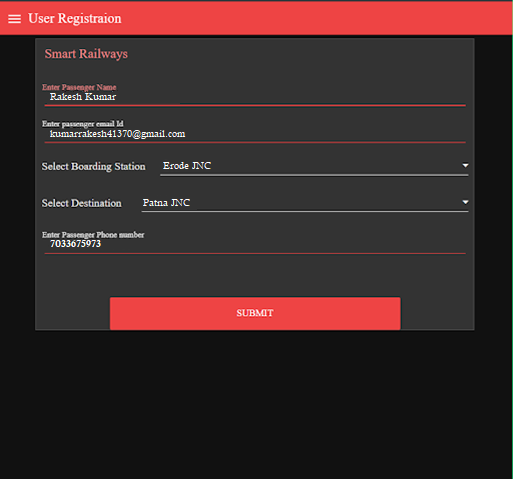 User Registraion
Smart Railways
Enter Passenger Name
Rakesh Kumar
Enter passenger email Id
kumarrakesh41370@gmail.com
Select Boarding Station Erode JNC
Select Destination Patna JNC
Enter Passenger Phone number
7033675973
SUBMIT